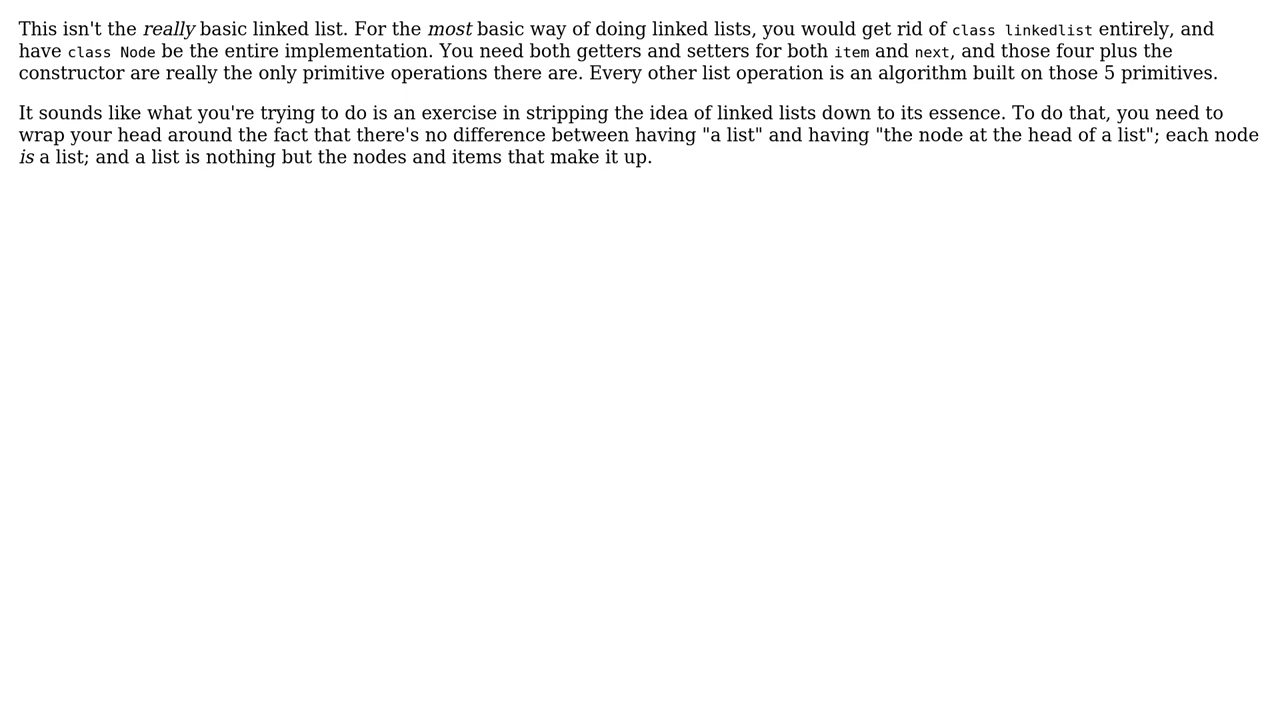 This isn't the really basic linked list. For the most basic way of doing linked lists, you would get rid of class linkedlist entirely, and
have class Node be the entire implementation. You need both getters and setters for both item and next, and those four plus the
constructor are really the only primitive operations there are. Every other list operation is an algorithm built on those 5 primitives.
It sounds like what you're trying to do is an exercise in stripping the idea of linked lists down to its essence. To do that, you need to
wrap your head around the fact that there's no difference between having "a list" and having "the node at the head of a list"; each node
is a list; and a list is nothing but the nodes and items that make it up.